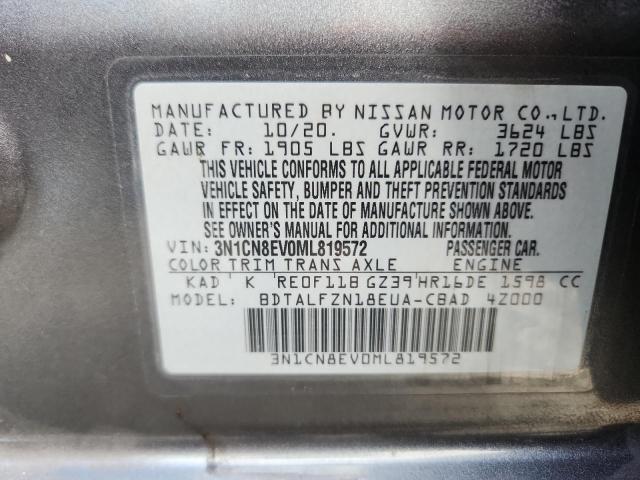 MANUFACTURED BY NISSAN MOTOR CO.,LTD.
DATE: 10/20. GVWR: 3624 LBS
GAWR FR: 1905 LBS GAWR RR: 1720 LBS
THIS VEHICLE CONFORMS TO ALL APPLICABLE FEDERAL MOTOR
VEHICLE SAFETY, BUMPER AND THEFT PREVENTION STANDARDS
IN EFFECT ON THE DATE OF MANUFACTURE SHOWN ABOVE.
SEE OWNER'S MANUAL FOR ADDITIONAL INFORMATION.
VIN: 3N1CN8EV0ML819572 PASSENGER CAR.
COLOR TRIM TRANS AXLE ENGINE
KAD K RE0F11B GZ39 HR16DE 1598 CC
MODEL: BDTALFZN18EUA-CBAD 4Z000
3N1CN8EV0ML819572